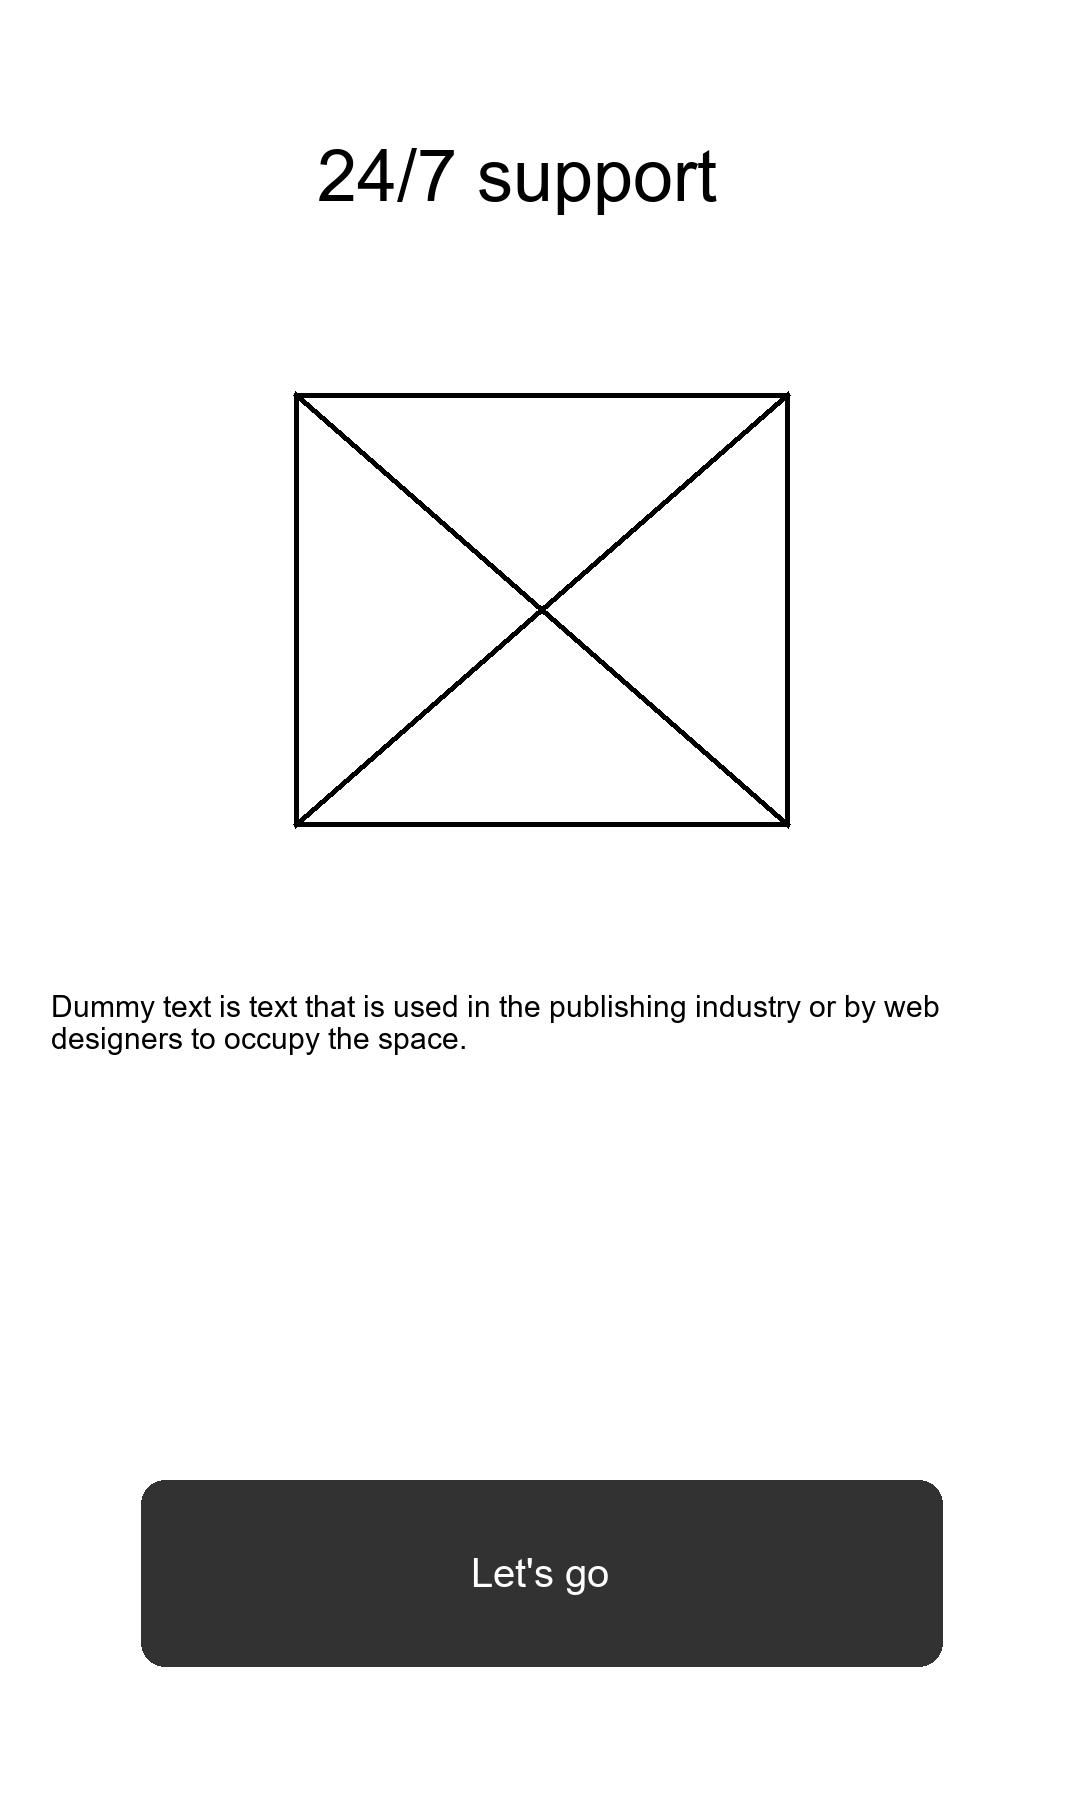 24/7 support
Dummy text is text that is used in the publishing industry or by web
designers to occupy the space.
Let's go